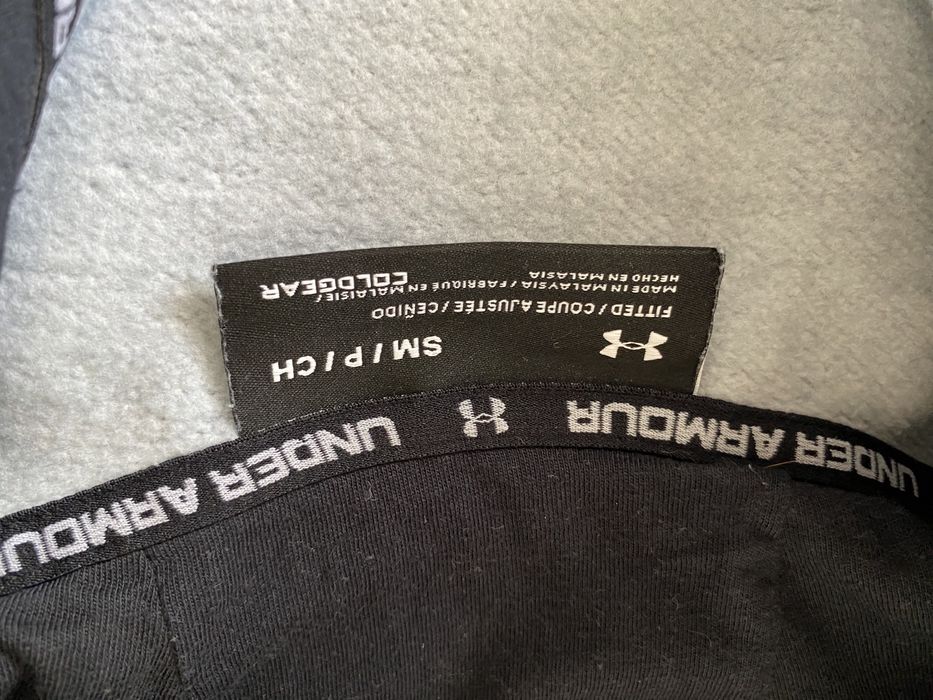 SM / P / CH
FITTED / COUPE AJUSTÉE / CEÑIDO
MADE IN MALAYSIA / FABRIQUÉ EN MALAISIE /
HECHO EN MALASIA
COLDGEAR
UNDER ARMOUR
UNDER ARMOUR
UNDER